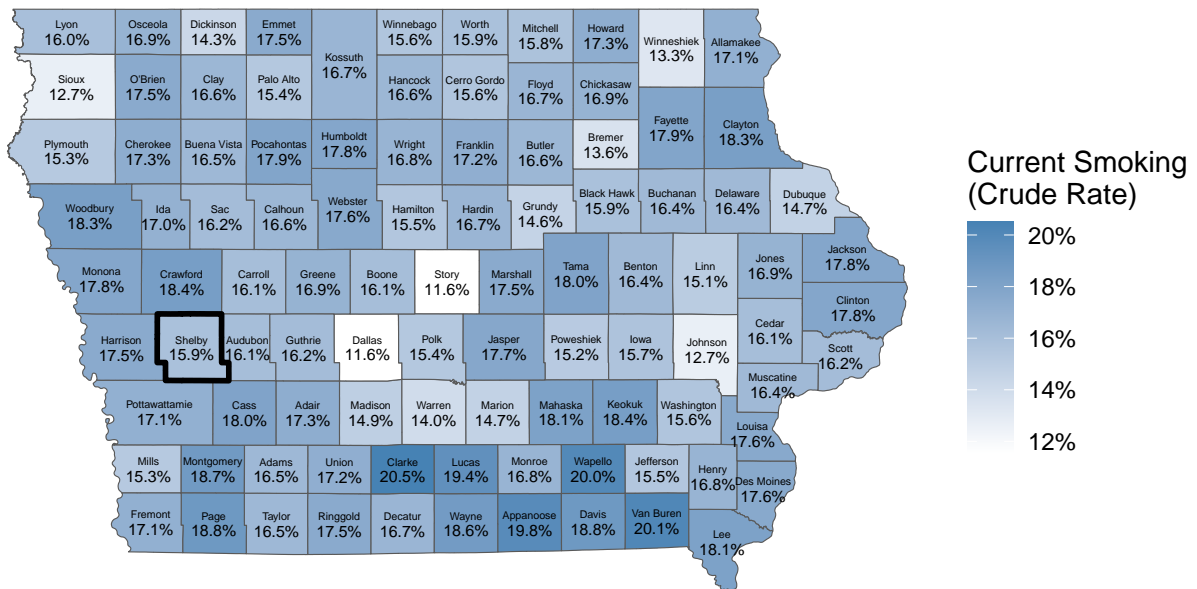 Lyon
16.0%
Osceola
16.9%
Dickinson
14.3%
Emmet
17.5%
Kossuth
16.7%
Winnebago
15.6%
Worth
15.9%
Mitchell
15.8%
Howard
17.3%
Winneshiek
13.3%
Allamakee
17.1%
Sioux
12.7%
O'Brien
17.5%
Clay
16.6%
Palo Alto
15.4%
Hancock
16.6%
Cerro Gordo
15.6%
Floyd
16.7%
Chickasaw
16.9%
Plymouth
15.3%
Cherokee
17.3%
Buena Vista
16.5%
Pocahontas
17.9%
Humboldt
17.8%
Wright
16.8%
Franklin
17.2%
Butler
16.6%
Bremer
13.6%
Fayette
17.9%
Clayton
18.3%
Woodbury
18.3%
Ida
17.0%
Sac
16.2%
Calhoun
16.6%
Webster
17.6%
Hamilton
15.5%
Hardin
16.7%
Grundy
14.6%
Black Hawk
15.9%
Buchanan
16.4%
Delaware
16.4%
Dubuque
14.7%
Monona
17.8%
Crawford
18.4%
Carroll
16.1%
Greene
16.9%
Boone
16.1%
Story
11.6%
Marshall
17.5%
Tama
18.0%
Benton
16.4%
Linn
15.1%
Jones
16.9%
Jackson
17.8%
Clinton
17.8%
Harrison
17.5%
Shelby
15.9%
Audubon
16.1%
Guthrie
16.2%
Dallas
11.6%
Polk
15.4%
Jasper
17.7%
Poweshiek
15.2%
Iowa
15.7%
Johnson
12.7%
Cedar
16.1%
Scott
16.2%
Muscatine
16.4%
Pottawattamie
17.1%
Cass
18.0%
Adair
17.3%
Madison
14.9%
Warren
14.0%
Marion
14.7%
Mahaska
18.1%
Keokuk
18.4%
Washington
15.6%
Louisa
17.6%
Mills
15.3%
Montgomery
18.7%
Adams
16.5%
Union
17.2%
Clarke
20.5%
Lucas
19.4%
Monroe
16.8%
Wapello
20.0%
Jefferson
15.5%
Henry
16.8%
Des Moines
17.6%
Fremont
17.1%
Page
18.8%
Taylor
16.5%
Ringgold
17.5%
Decatur
16.7%
Wayne
18.6%
Appanoose
19.8%
Davis
18.8%
Van Buren
20.1%
Lee
18.1%
Current Smoking
(Crude Rate)
20%
18%
16%
14%
12%